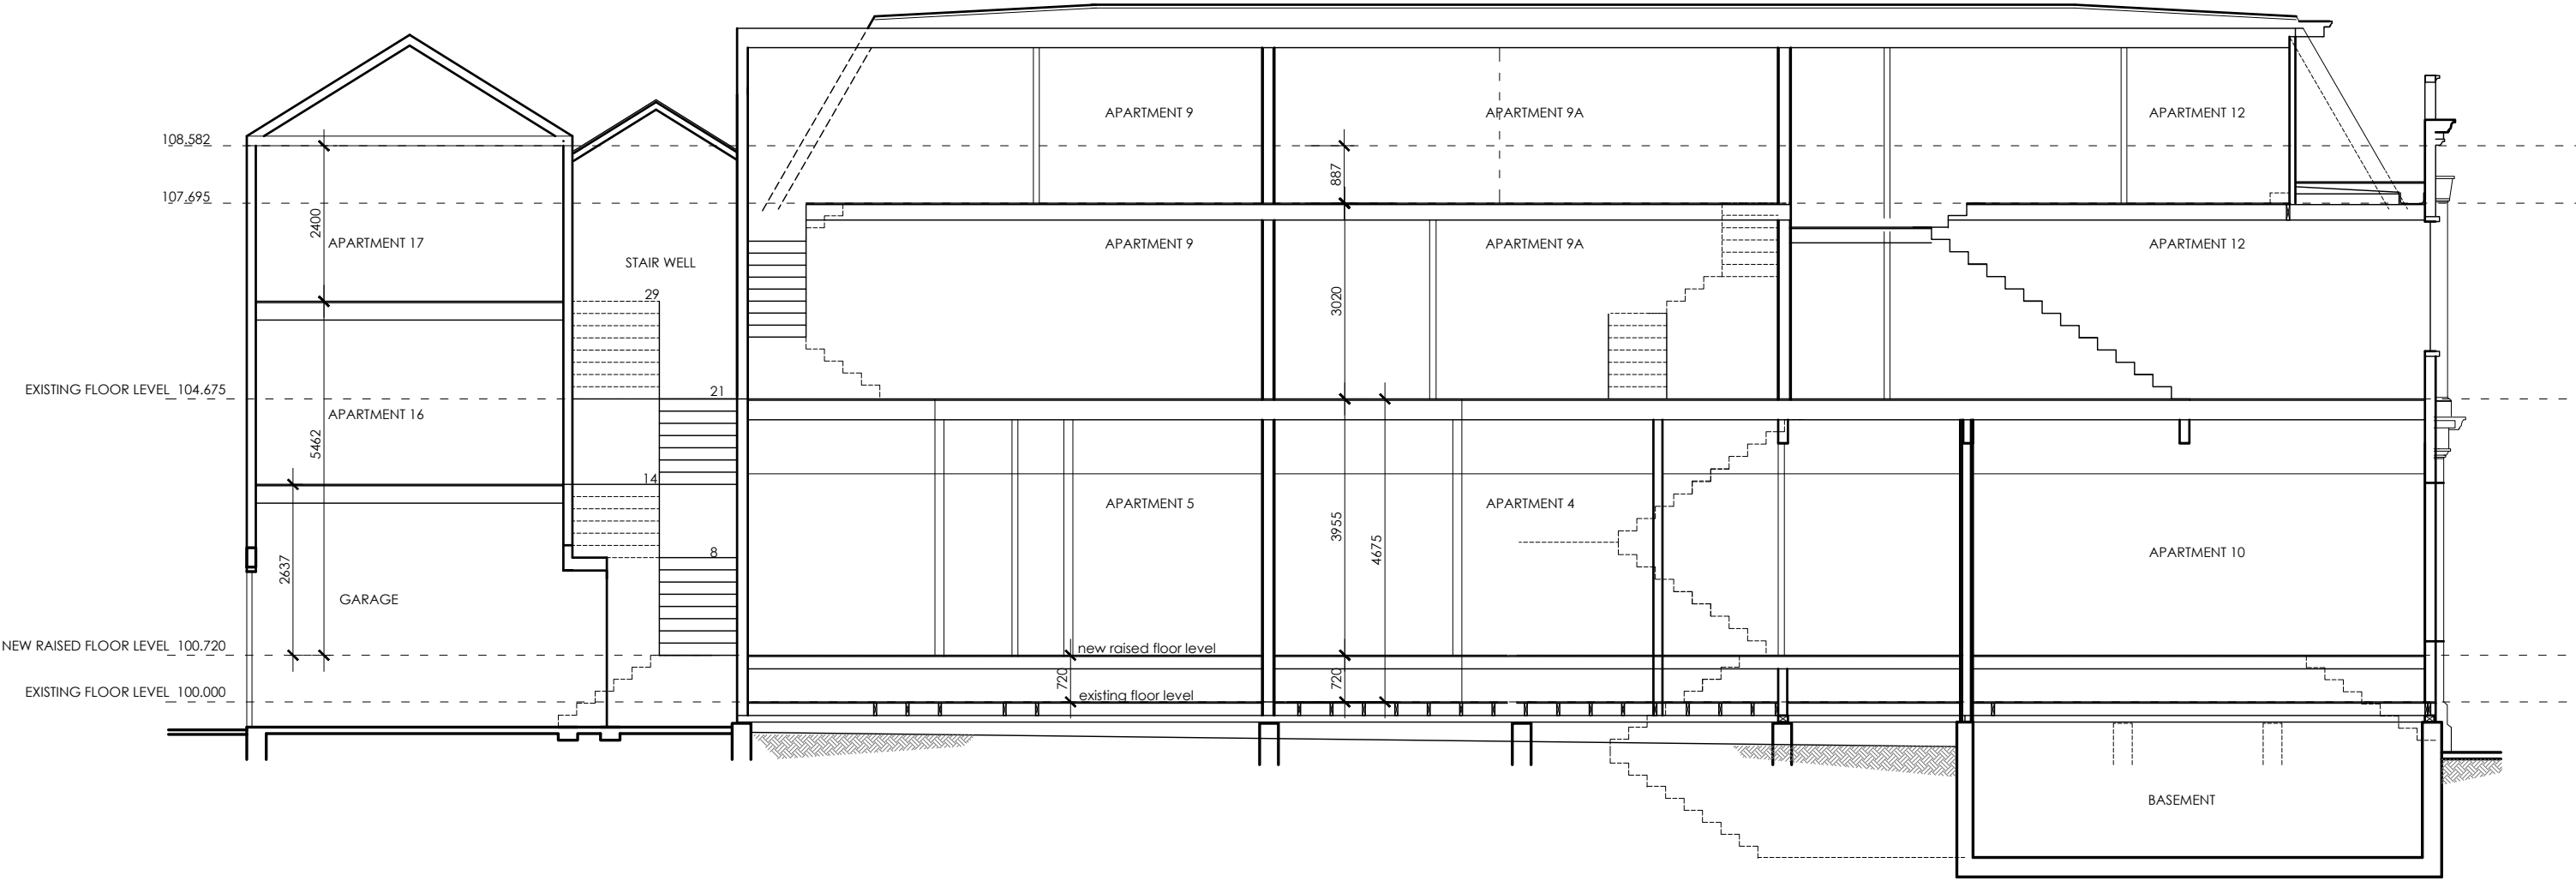 APARTMENT 9
APARTMENT 9A
APARTMENT 12
108.582
887
107.695
2400
APARTMENT 17
APARTMENT 9
APARTMENT 9A
APARTMENT 12
STAIR WELL
29
3020
EXISTING FLOOR LEVEL 104.675
21
APARTMENT 16
5462
14
APARTMENT 5
APARTMENT 4
3955
4675
8
APARTMENT 10
2637
GARAGE
NEW RAISED FLOOR LEVEL 100.720
new raised floor level
720
720
EXISTING FLOOR LEVEL 100.000
existing floor level
BASEMENT